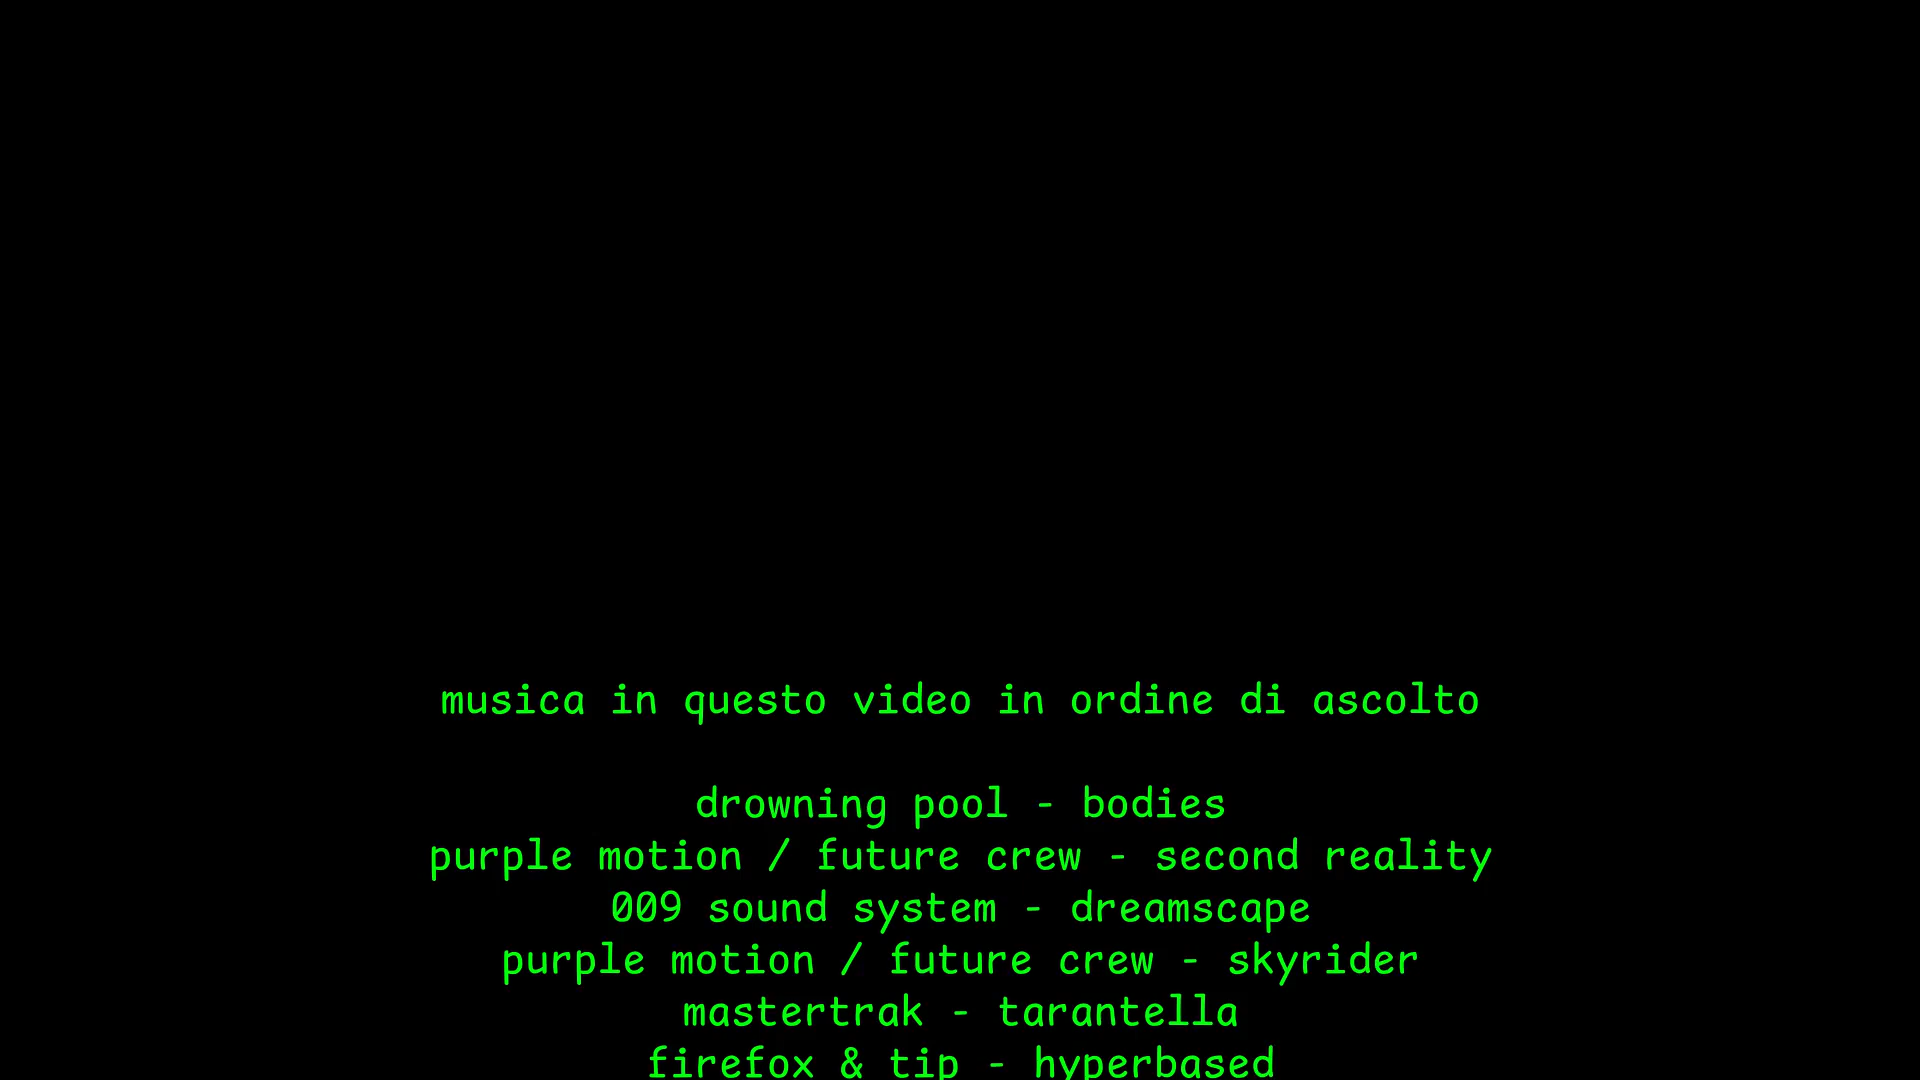 musica in questo video in ordine di ascolto
drowning pool - bodies
purple motion / future crew - second reality
009 sound system - dreamscape
purple motion / future crew - skyrider
mastertrak - tarantella
firefox & tip - hyperbased